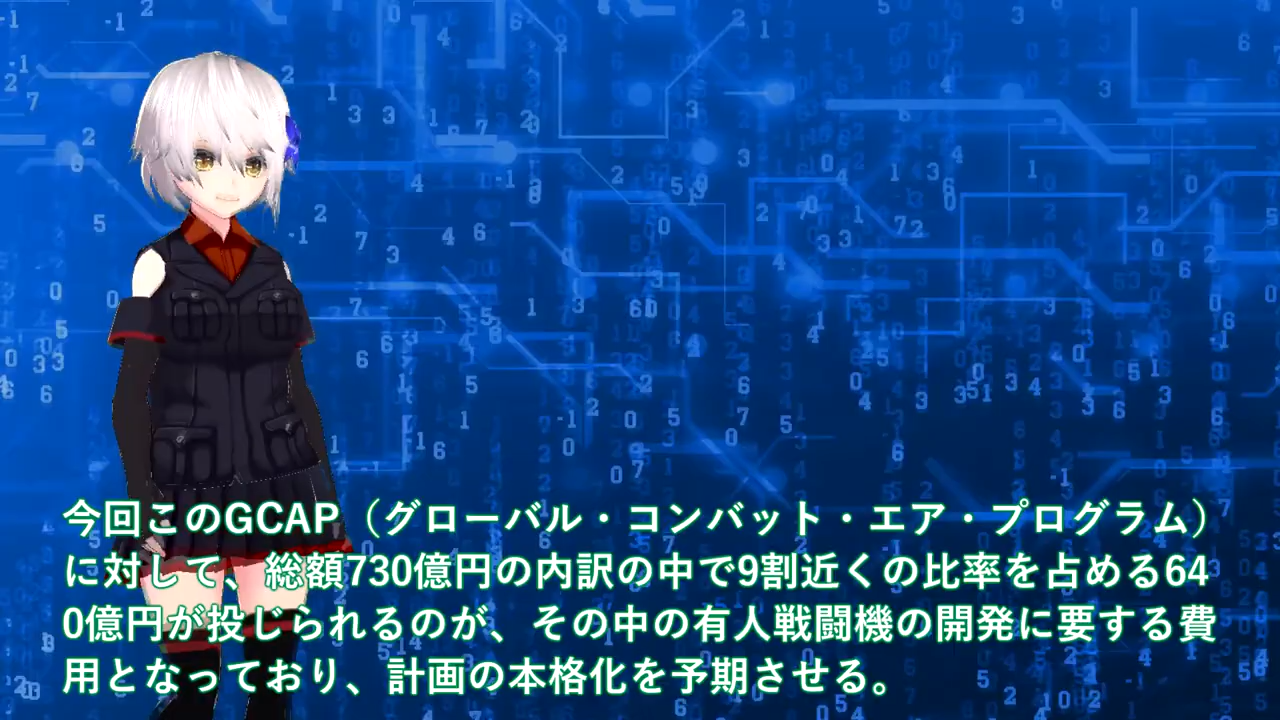 今回このGCAP（グローバル・コンバット・エア・プログラム）
に対して、総額730億円の内訳の中で9割近くの比率を占める64
0億円が投じられるのが、その中の有人戦闘機の開発に要する費
用となっており、計画の本格化を予期させる。